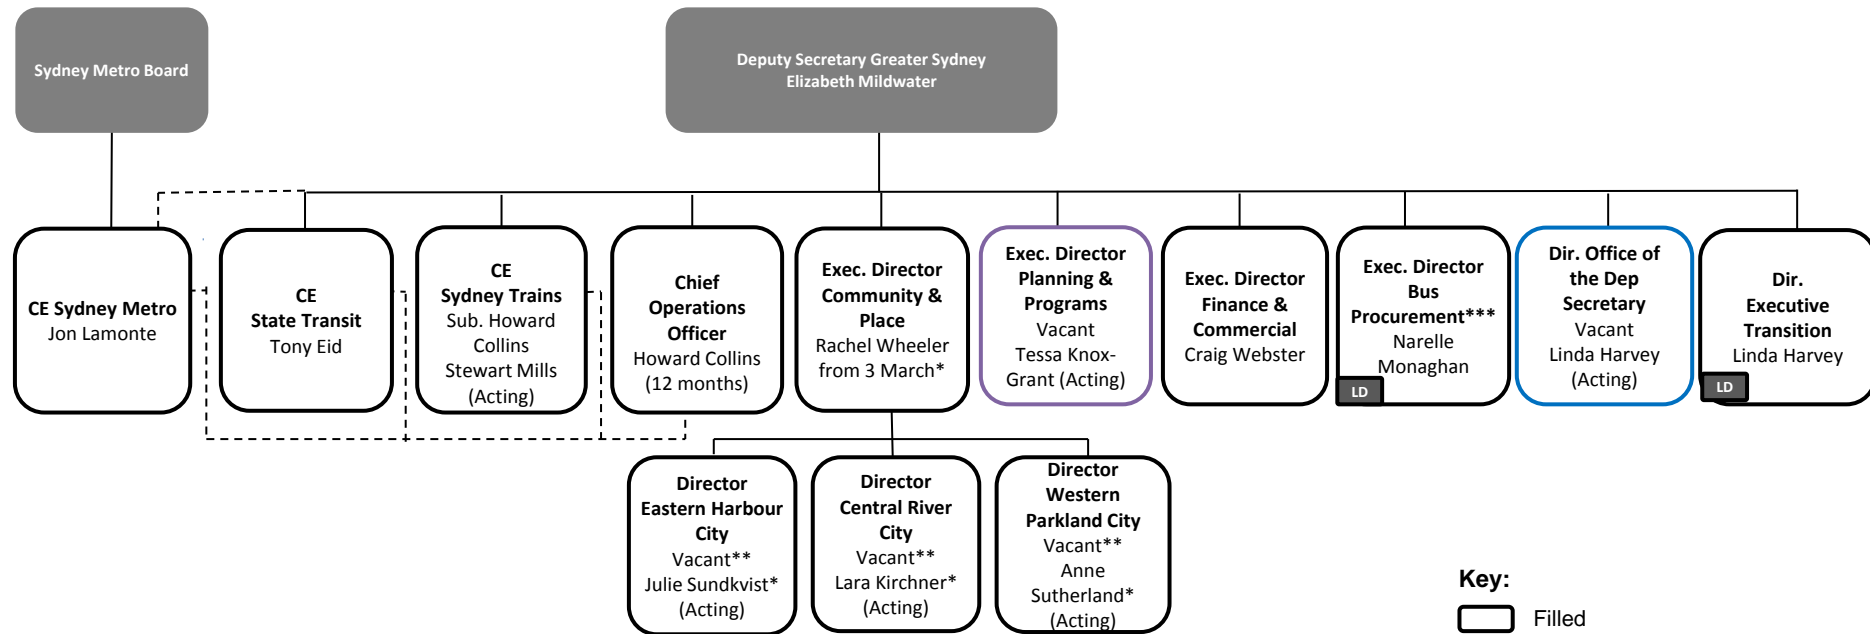 Sydney Metro Board
Deputy Secretary Greater Sydney
Elizabeth Mildwater
CE Sydney Metro
Jon Lamonte
CE
State Transit
Tony Eid
CE
Sydney Trains
Sub. Howard
Collins
Stewart Mills
(Acting)
Chief
Operations
Officer
Howard Collins
(12 months)
Exec. Director
Community &
Place
Rachel Wheeler
from 3 March*
Exec. Director
Planning &
Programs
Vacant
Tessa Knox-
Grant (Acting)
Exec. Director
Finance &
Commercial
Craig Webster
Exec. Director
Bus
Procurement***
Narelle
Monaghan
LD
Dir. Office of
the Dep
Secretary
Vacant
Linda Harvey
(Acting)
Dir.
Executive
Transition
Linda Harvey
LD
Director
Eastern Harbour
City
Vacant**
Julie Sundkvist*
(Acting)
Director
Central River
City
Vacant**
Lara Kirchner*
(Acting)
Director
Western
Parkland City
Vacant**
Anne
Sutherland*
(Acting)
Key:
Filled